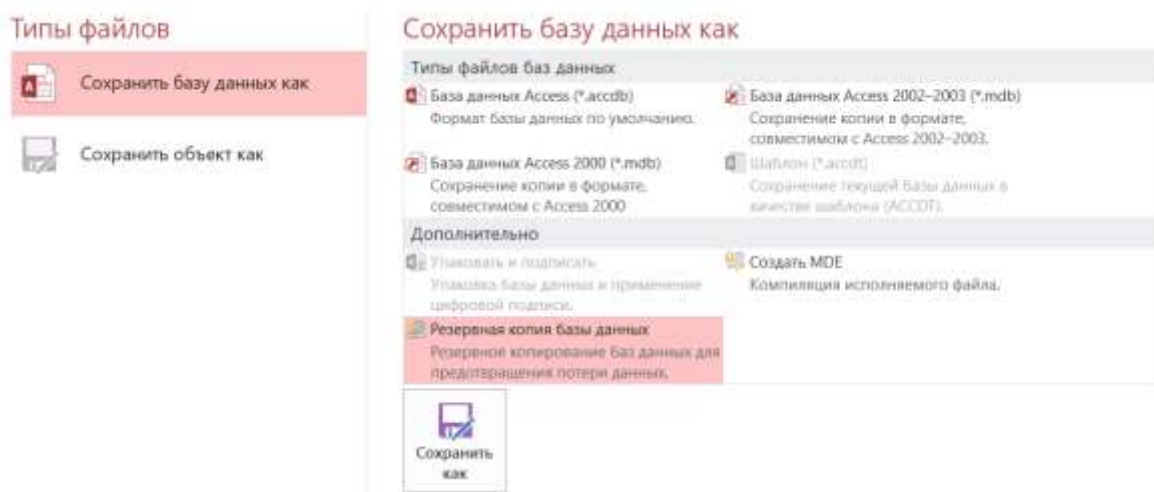 Типы файлов
Сохранить базу данных как
Сохранить объект как
Сохранить базу данных как
Типы файлов баз данных
База данных Access (*.accdb)
Формат базы данных по умолчанию.
База данных Access 2002–2003 (*.mdb)
Сохранение копии в формате,
совместимом с Access 2002–2003.
База данных Access 2000 (*.mdb)
Сохранение копии в формате,
совместимом с Access 2000
Шаблон (*.accdt)
Сохранение текущей базы данных в
качестве шаблона (ACCDT).
Дополнительно
Упаковать и подписать
Упаковка базы данных и применение
цифровой подписи.
Создать MDE
Компиляция исполняемого файла.
Резервная копия базы данных
Резервное копирование баз данных для
предотвращения потери данных.
Сохранить
как